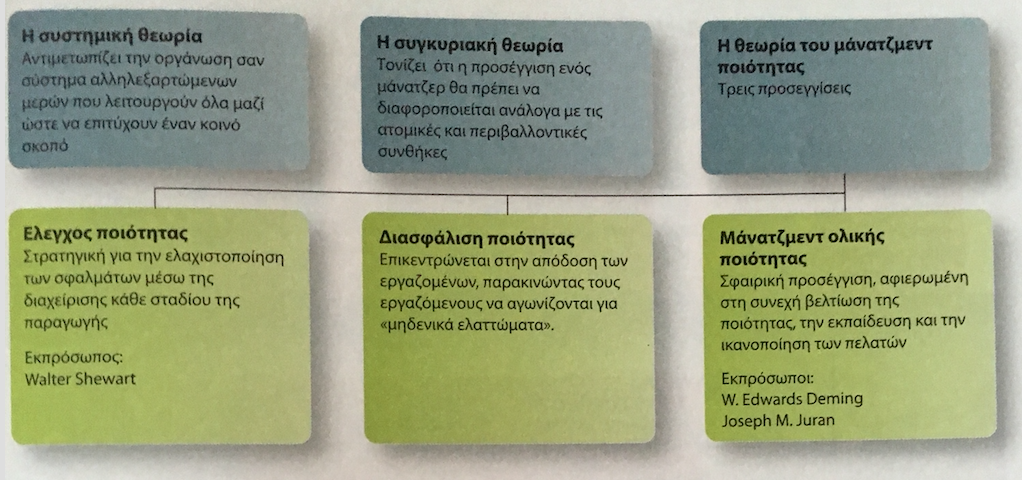 Η συστημική θεωρία
Αντιμετωπίζει την οργάνωση σαν
σύστημα αλληλεξαρτώμενων
μερών που λειτουργούν όλα μαζί
ώστε να επιτύχουν έναν κοινό
σκοπό
Η συγκυριακή θεωρία
Τονίζει ότι η προσέγγιση ενός
μάνατζερ θα πρέπει να
διαφοροποιείται ανάλογα με τις
ατομικές και περιβαλλοντικές
συνθήκες
Η θεωρία του μάνατζμεντ
ποιότητας
Τρεις προσεγγίσεις
Ελεγχος ποιότητας
Στρατηγική για την ελαχιστοποίηση
των σφαλμάτων μέσω της
διαχείρισης κάθε σταδίου της
παραγωγής
Εκπρόσωπος:
Walter Shewart
Διασφάλιση ποιότητας
Επικεντρώνεται στην απόδοση των
εργαζομένων, παρακινώντας τους
εργαζόμενους να αγωνίζονται για
«μηδενικά ελαττώματα».
Μάνατζμεντ ολικής
ποιότητας
Σφαιρική προσέγγιση, αφιερωμένη
στη συνεχή βελτίωση της
ποιότητας, την εκπαίδευση και την
ικανοποίηση των πελατών
Εκπρόσωποι:
W. Edwards Deming
Joseph M. Juran